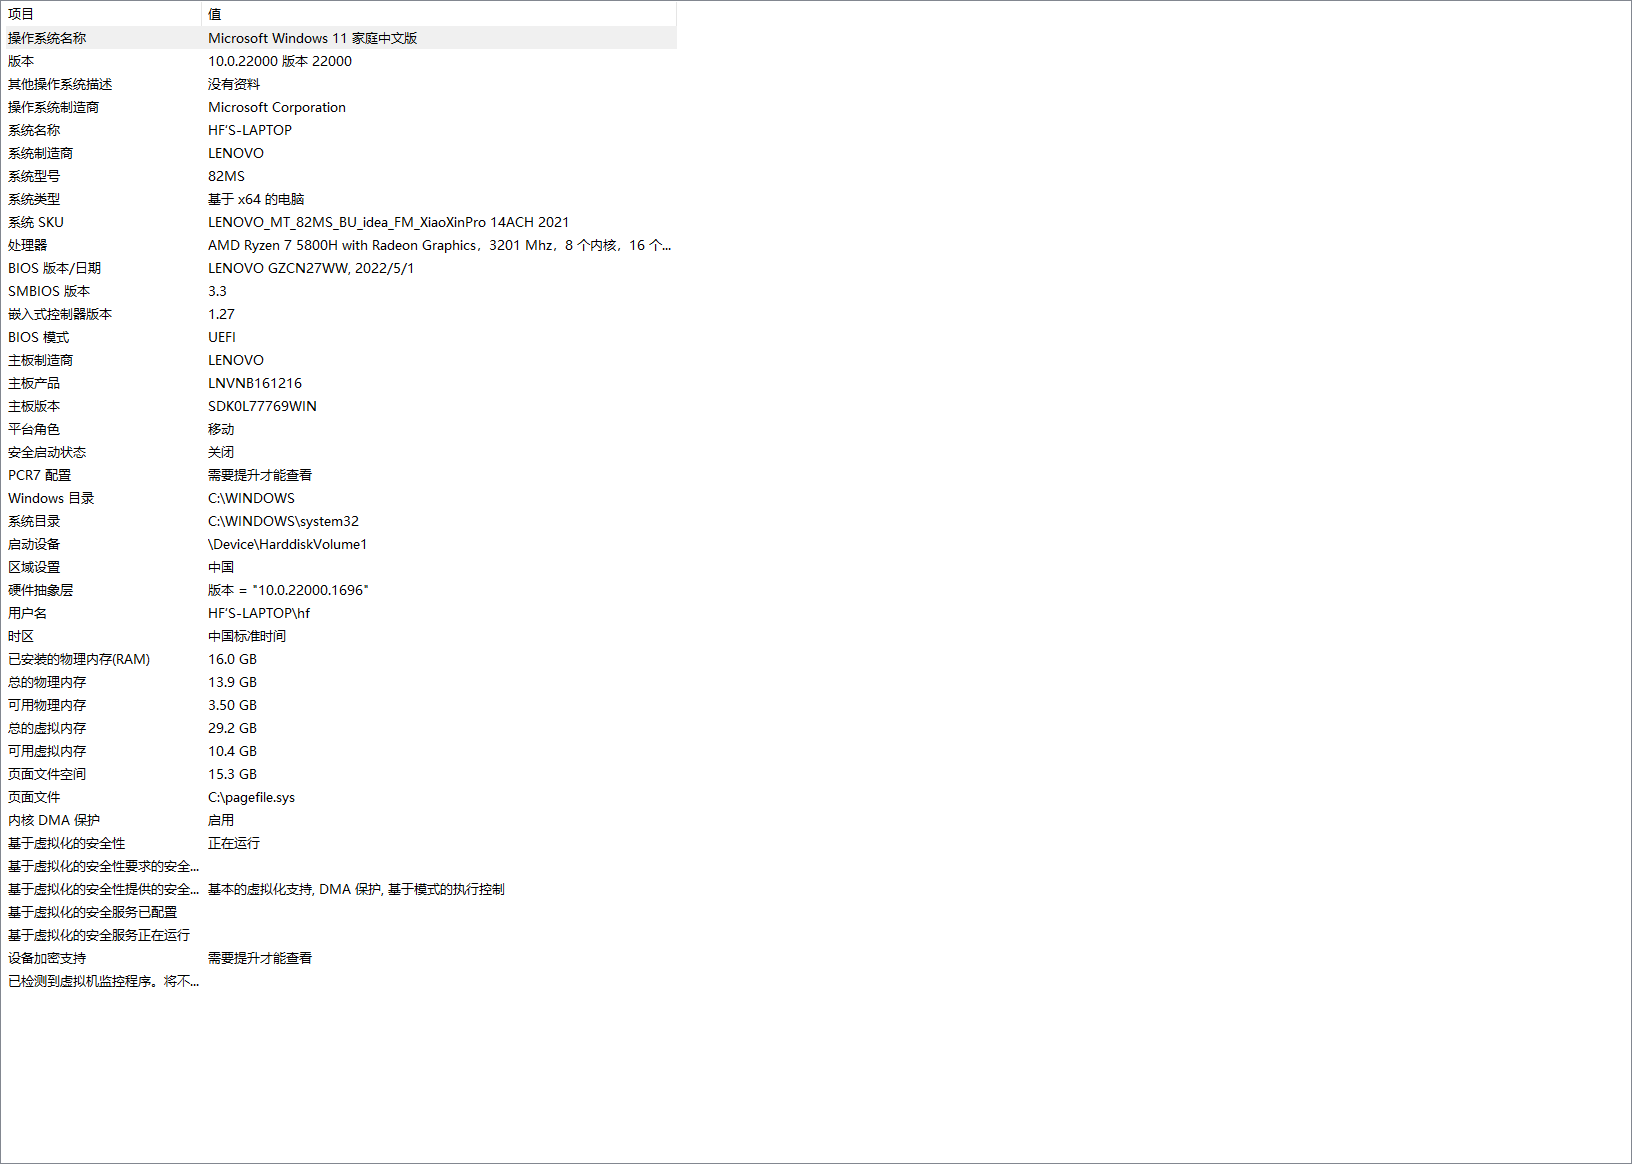 项目 值
操作系统名称 Microsoft Windows 11 家庭中文版
版本 10.0.22000 版本 22000
其他操作系统描述 没有资料
操作系统制造商 Microsoft Corporation
系统名称 HF'S-LAPTOP
系统制造商 LENOVO
系统型号 82MS
系统类型 基于 x64 的电脑
系统 SKU LENOVO_MT_82MS_BU_idea_FM_XiaoXinPro 14ACH 2021
处理器 AMD Ryzen 7 5800H with Radeon Graphics，3201 Mhz，8 个内核，16 个...
BIOS 版本/日期 LENOVO GZCN27WW, 2022/5/1
SMBIOS 版本 3.3
嵌入式控制器版本 1.27
BIOS 模式 UEFI
主板制造商 LENOVO
主板产品 LNVNB161216
主板版本 SDK0L77769WIN
平台角色 移动
安全启动状态 关闭
PCR7 配置 需要提升才能查看
Windows 目录 C:\WINDOWS
系统目录 C:\WINDOWS\system32
启动设备 \Device\HarddiskVolume1
区域设置 中国
硬件抽象层 版本 = "10.0.22000.1696"
用户名 HF'S-LAPTOP\hf
时区 中国标准时间
已安装的物理内存(RAM) 16.0 GB
总的物理内存 13.9 GB
可用物理内存 3.50 GB
总的虚拟内存 29.2 GB
可用虚拟内存 10.4 GB
页面文件空间 15.3 GB
页面文件 C:\pagefile.sys
内核 DMA 保护 启用
基于虚拟化的安全性 正在运行
基于虚拟化的安全性要求的安全...
基于虚拟化的安全性提供的安全... 基本的虚拟化支持, DMA 保护, 基于模式的执行控制
基于虚拟化的安全服务已配置
基于虚拟化的安全服务正在运行
设备加密支持 需要提升才能查看
已检测到虚拟机监控程序。将不...